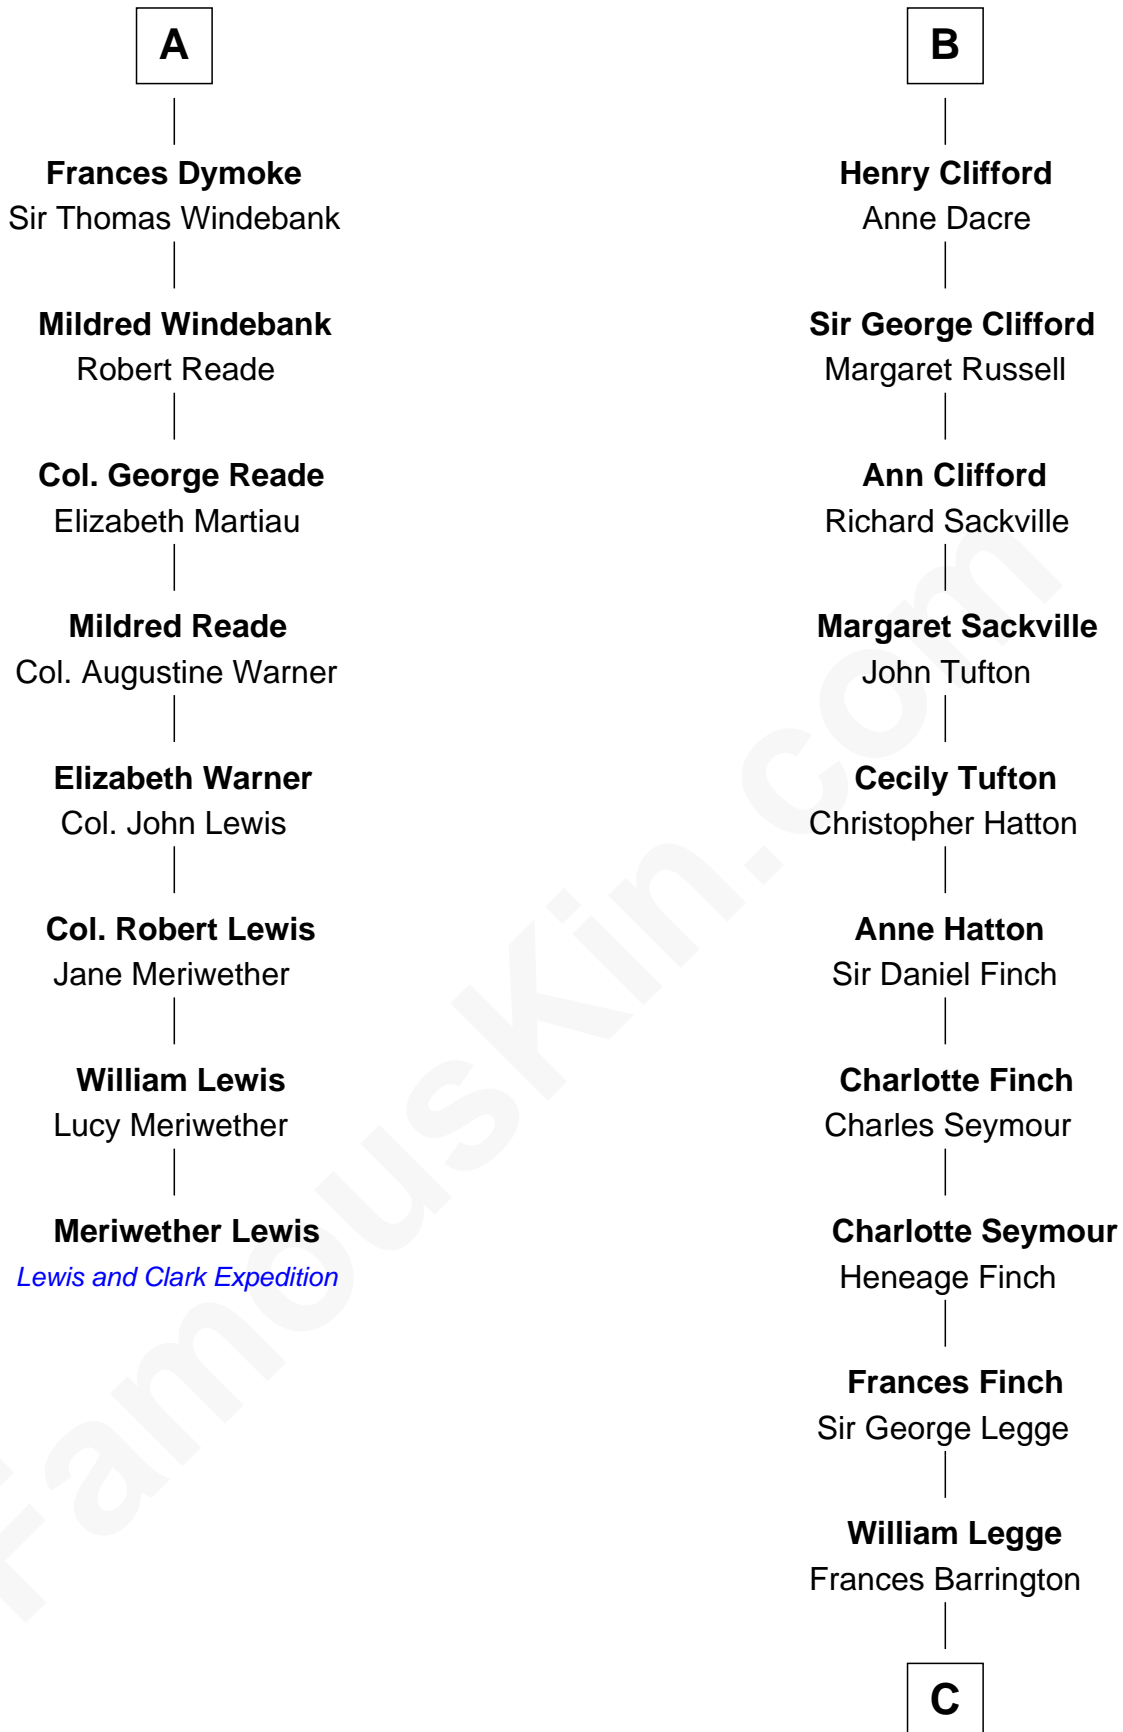 A
Frances Dymoke
Sir Thomas Windebank
Mildred Windebank
Robert Reade
Col. George Reade
Elizabeth Martiau
Mildred Reade
Col. Augustine Warner
Elizabeth Warner
Col. John Lewis
Col. Robert Lewis
Jane Meriwether
William Lewis
Lucy Meriwether
Meriwether Lewis
Lewis and Clark Expedition
B
Henry Clifford
Anne Dacre
Sir George Clifford
Margaret Russell
Ann Clifford
Richard Sackville
Margaret Sackville
John Tufton
Cecily Tufton
Christopher Hatton
Anne Hatton
Sir Daniel Finch
Charlotte Finch
Charles Seymour
Charlotte Seymour
Heneage Finch
Frances Finch
Sir George Legge
William Legge
Frances Barrington
C
FamousKin.com